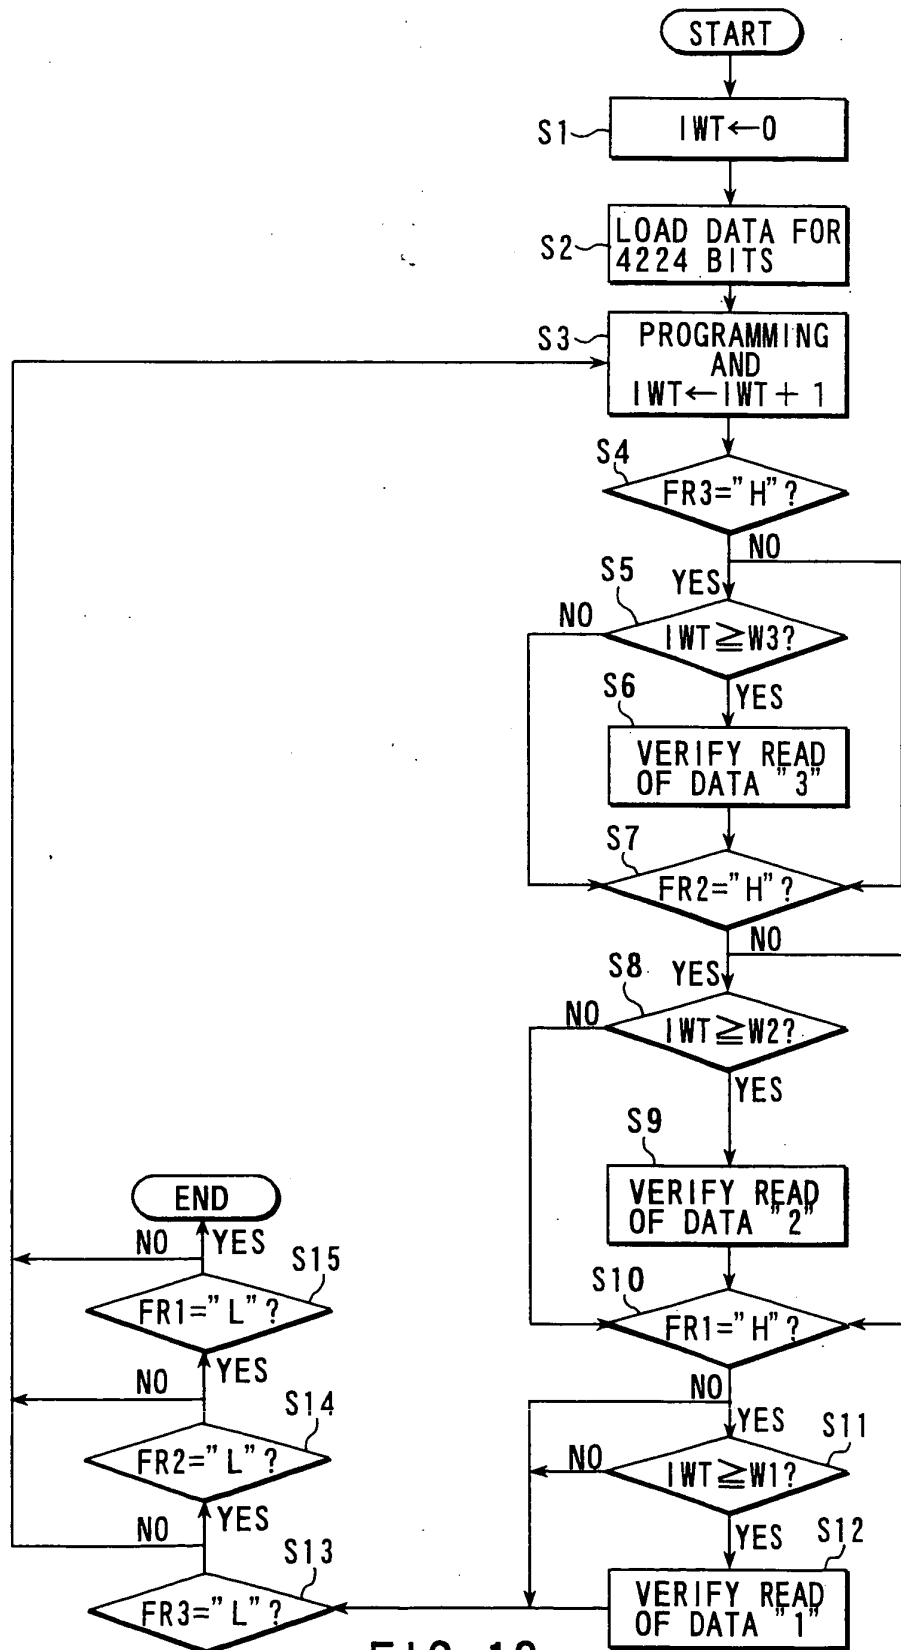 START
S1
IWT←0
S2
LOAD DATA FOR
4224 BITS
S3
PROGRAMMING
AND
IWT←IWT + 1
S4
FR3="H"?
NO
YES
S5
NO
IWT≧W3?
YES
S6
VERIFY READ
OF DATA "3"
S7
FR2="H"?
NO
YES
S8
NO
IWT≧W2?
YES
S9
VERIFY READ
OF DATA "2"
S10
FR1="H"?
NO
YES
S11
NO
IWT≧W1?
YES
S12
VERIFY READ
OF DATA "1"
S13
FR3="L"?
NO
YES
S14
FR2="L"?
NO
YES
S15
FR1="L"?
NO
YES
END